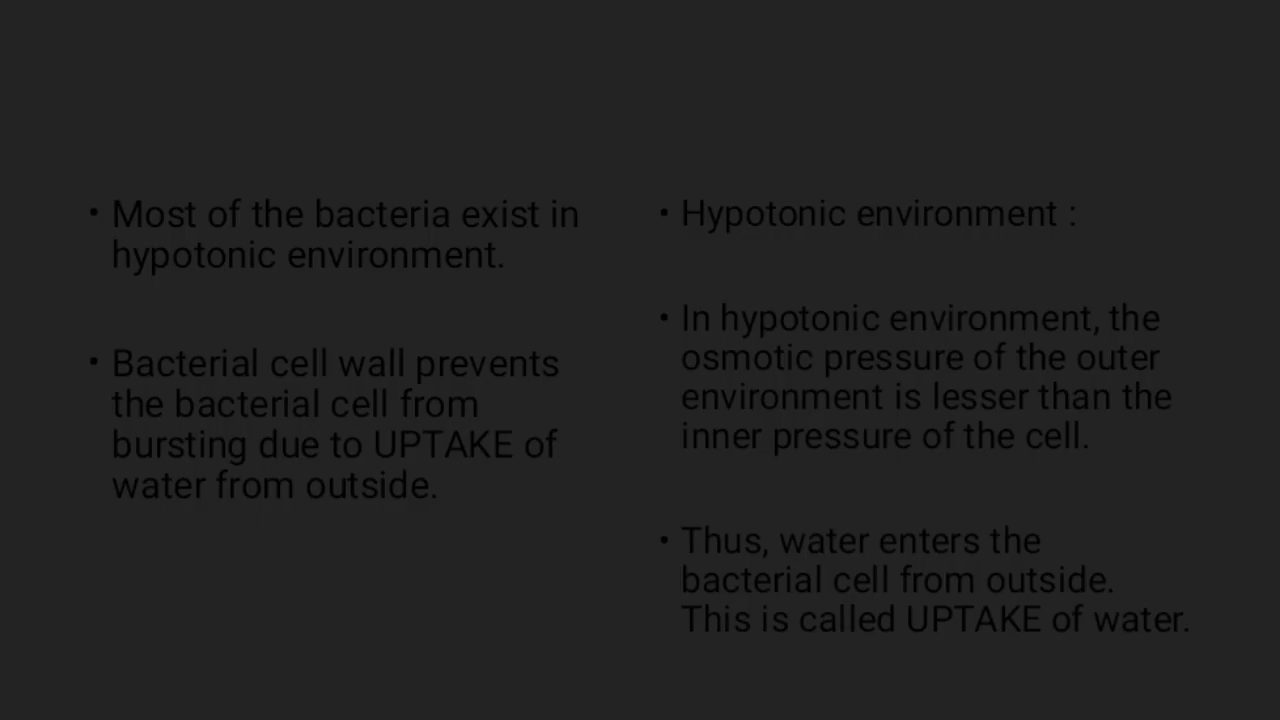 • Most of the bacteria exist in
hypotonic environment.
• Bacterial cell wall prevents
the bacterial cell from
bursting due to UPTAKE of
water from outside.
• Hypotonic environment :
• In hypotonic environment, the
osmotic pressure of the outer
environment is lesser than the
inner pressure of the cell.
• Thus, water enters the
bacterial cell from outside.
This is called UPTAKE of water.